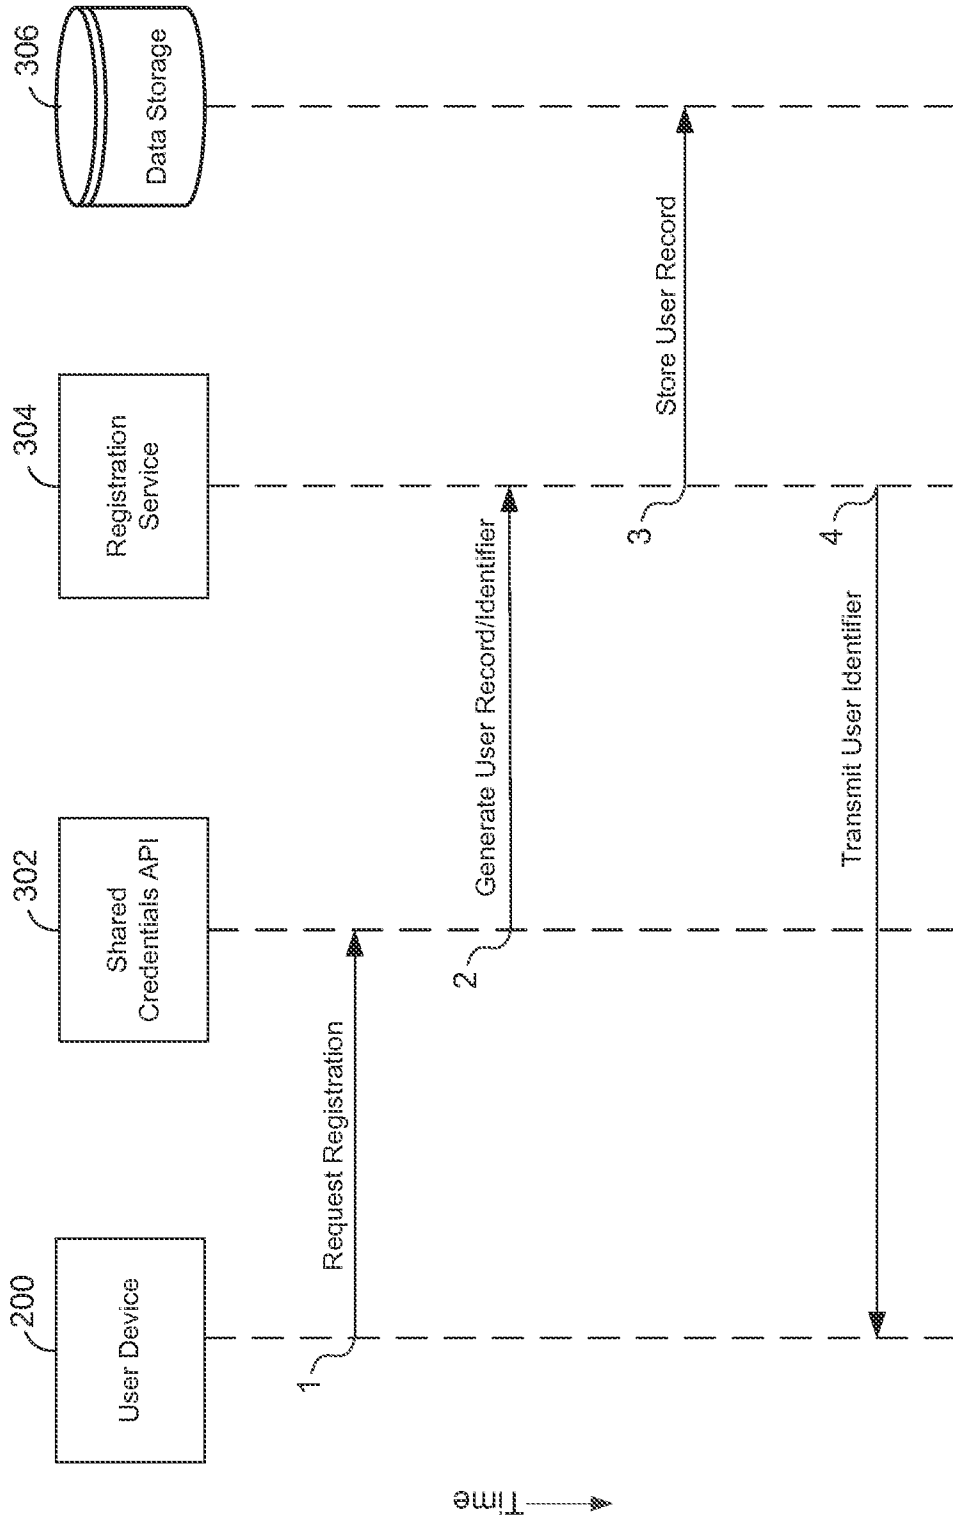 200
User Device
302
Shared
Credentials API
304
Registration
Service
306
Data Storage
Time
1
Request Registration
2
Generate User Record/Identifier
3
Store User Record
4
Transmit User Identifier